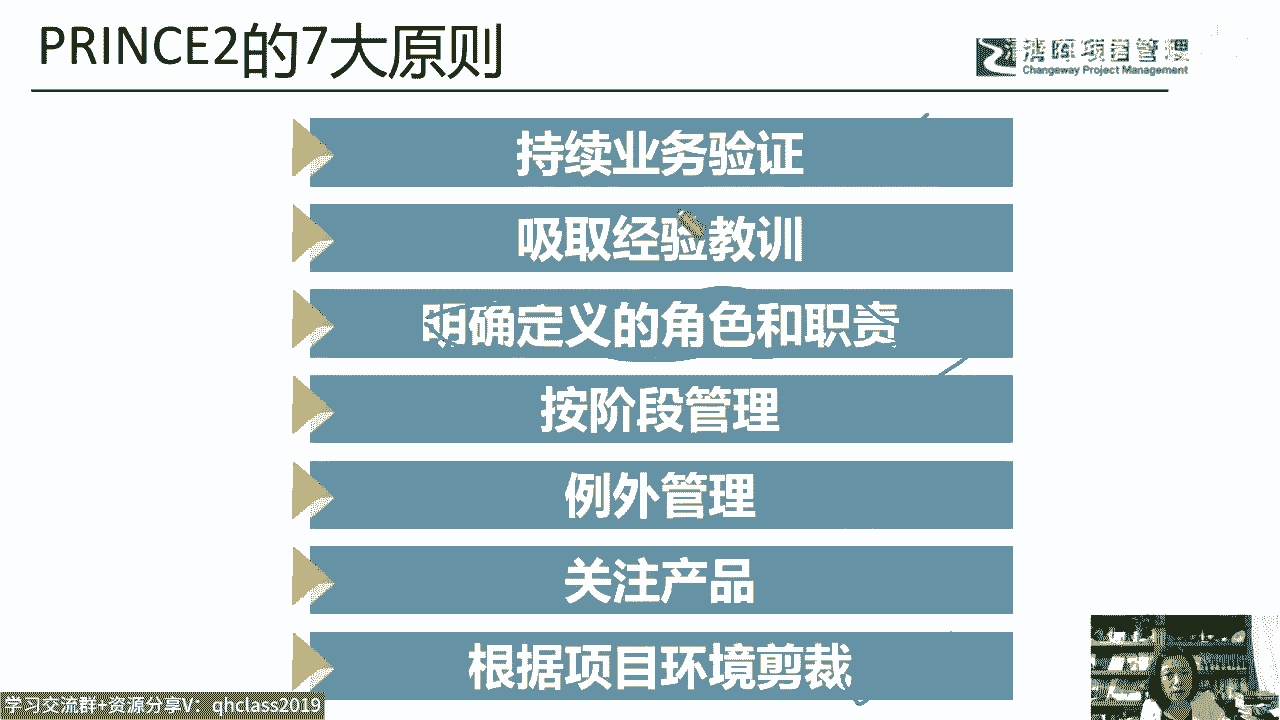 PRINCE2的7大原则
清晖项目管理
Changeway Project Management
持续业务验证
吸取经验教训
明确定义的角色和职责
按阶段管理
例外管理
关注产品
根据项目环境剪裁
学习交流群+资源分享V：qhclass2019